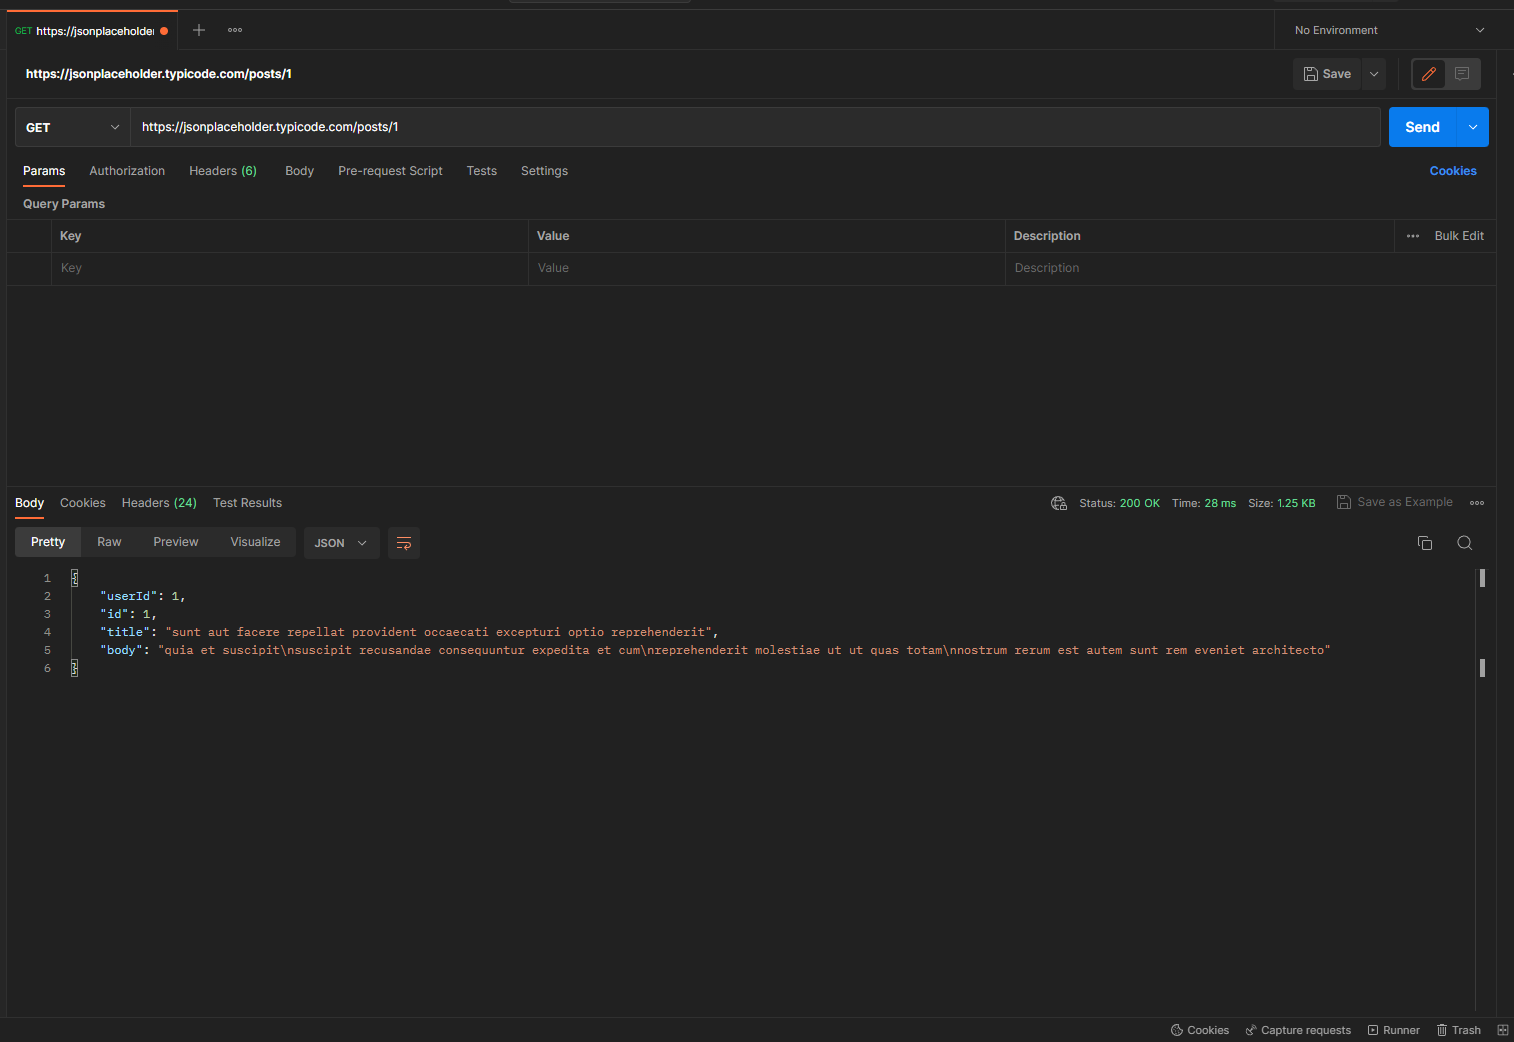 GET https://jsonplaceholder
No Environment
https://jsonplaceholder.typicode.com/posts/1
Save
GET
https://jsonplaceholder.typicode.com/posts/1
Send
Params Authorization Headers (6) Body Pre-request Script Tests Settings Cookies
Query Params
Key Value Description Bulk Edit
Key Value Description
Body Cookies Headers (24) Test Results Status: 200 OK Time: 28 ms Size: 1.25 KB Save as Example
Pretty Raw Preview Visualize JSON
1 {
2 "userId": 1,
3 "id": 1,
4 "title": "sunt aut facere repellat provident occaecati excepturi optio reprehenderit",
5 "body": "quia et suscipit\nsuscipit recusandae consequuntur expedita et cum\nreprehenderit molestiae ut ut quas totam\nnostrum rerum est autem sunt rem eveniet architecto"
6 }
Cookies Capture requests Runner Trash